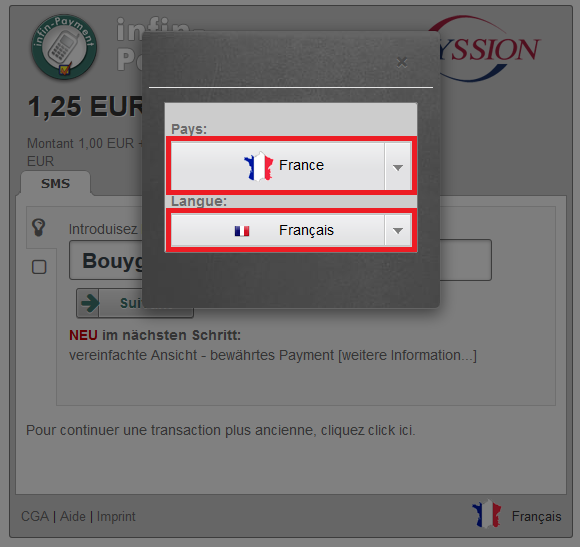 infin-Payment
infin-
Pa
YSSION
×
1,25 EUR
Montant 1,00 EUR +
EUR
Pays:
France
SMS
Langue:
Français
Introduisez
Bouyg
Sui
NEU im nächsten Schritt:
vereinfachte Ansicht - bewährtes Payment [weitere Information...]
Pour continuer une transaction plus ancienne, cliquez click ici.
CGA | Aide | Imprint
Français